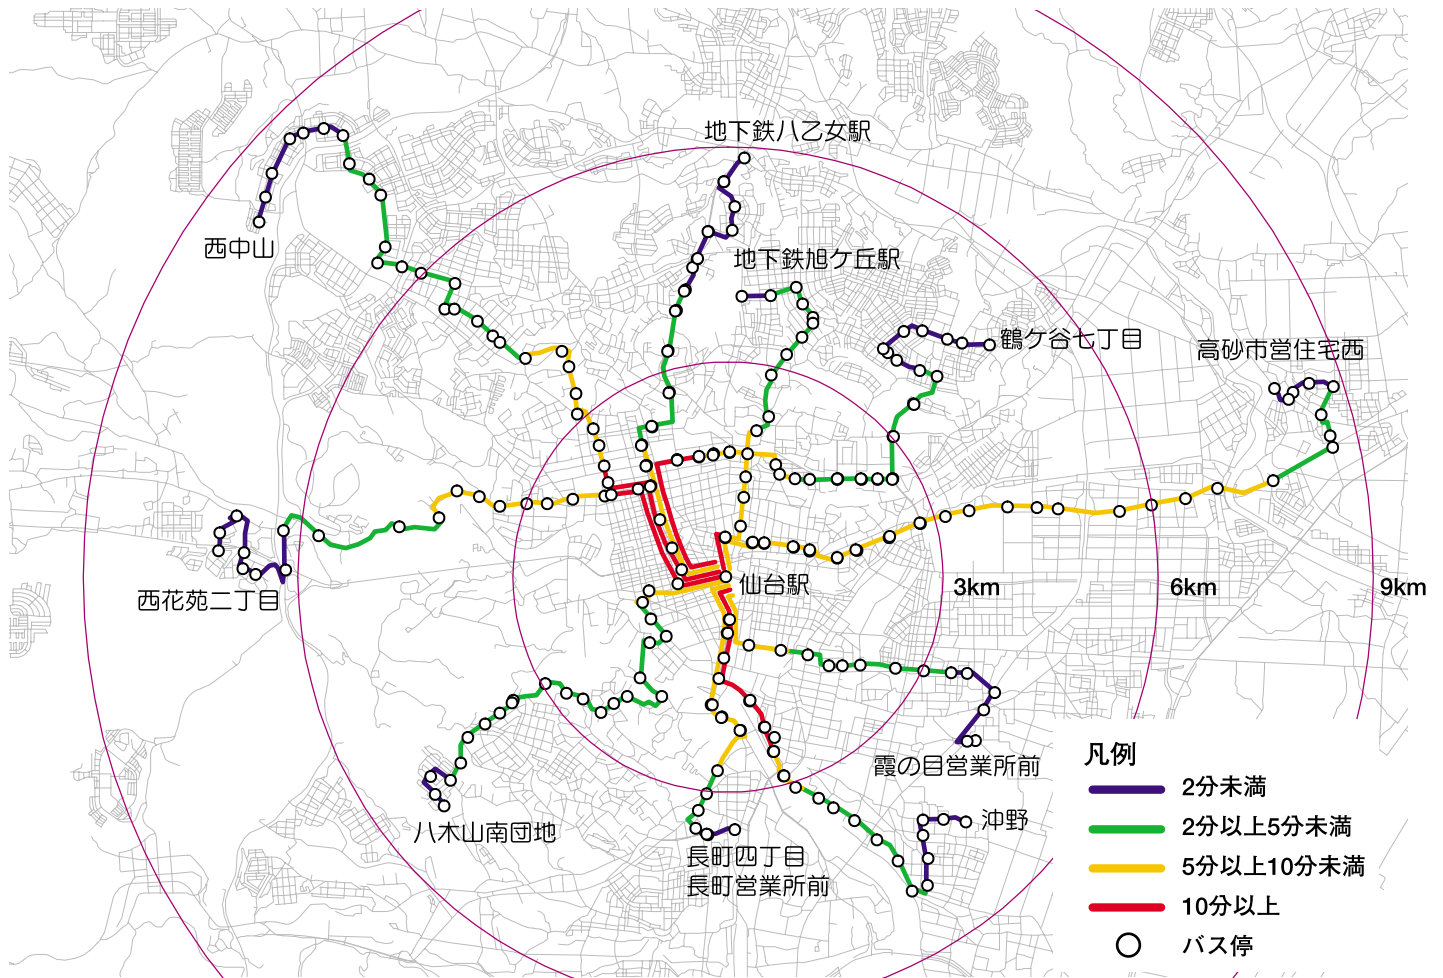 地下鉄八乙女駅
西中山
地下鉄旭ケ丘駅
鶴ケ谷七丁目
高砂市営住宅西
仙台駅
3km
6km
9km
西花苑二丁目
凡例
霞の目営業所前
2分未満
沖野
八木山南団地
2分以上5分未満
長町四丁目
長町営業所前
5分以上10分未満
10分以上
バス停